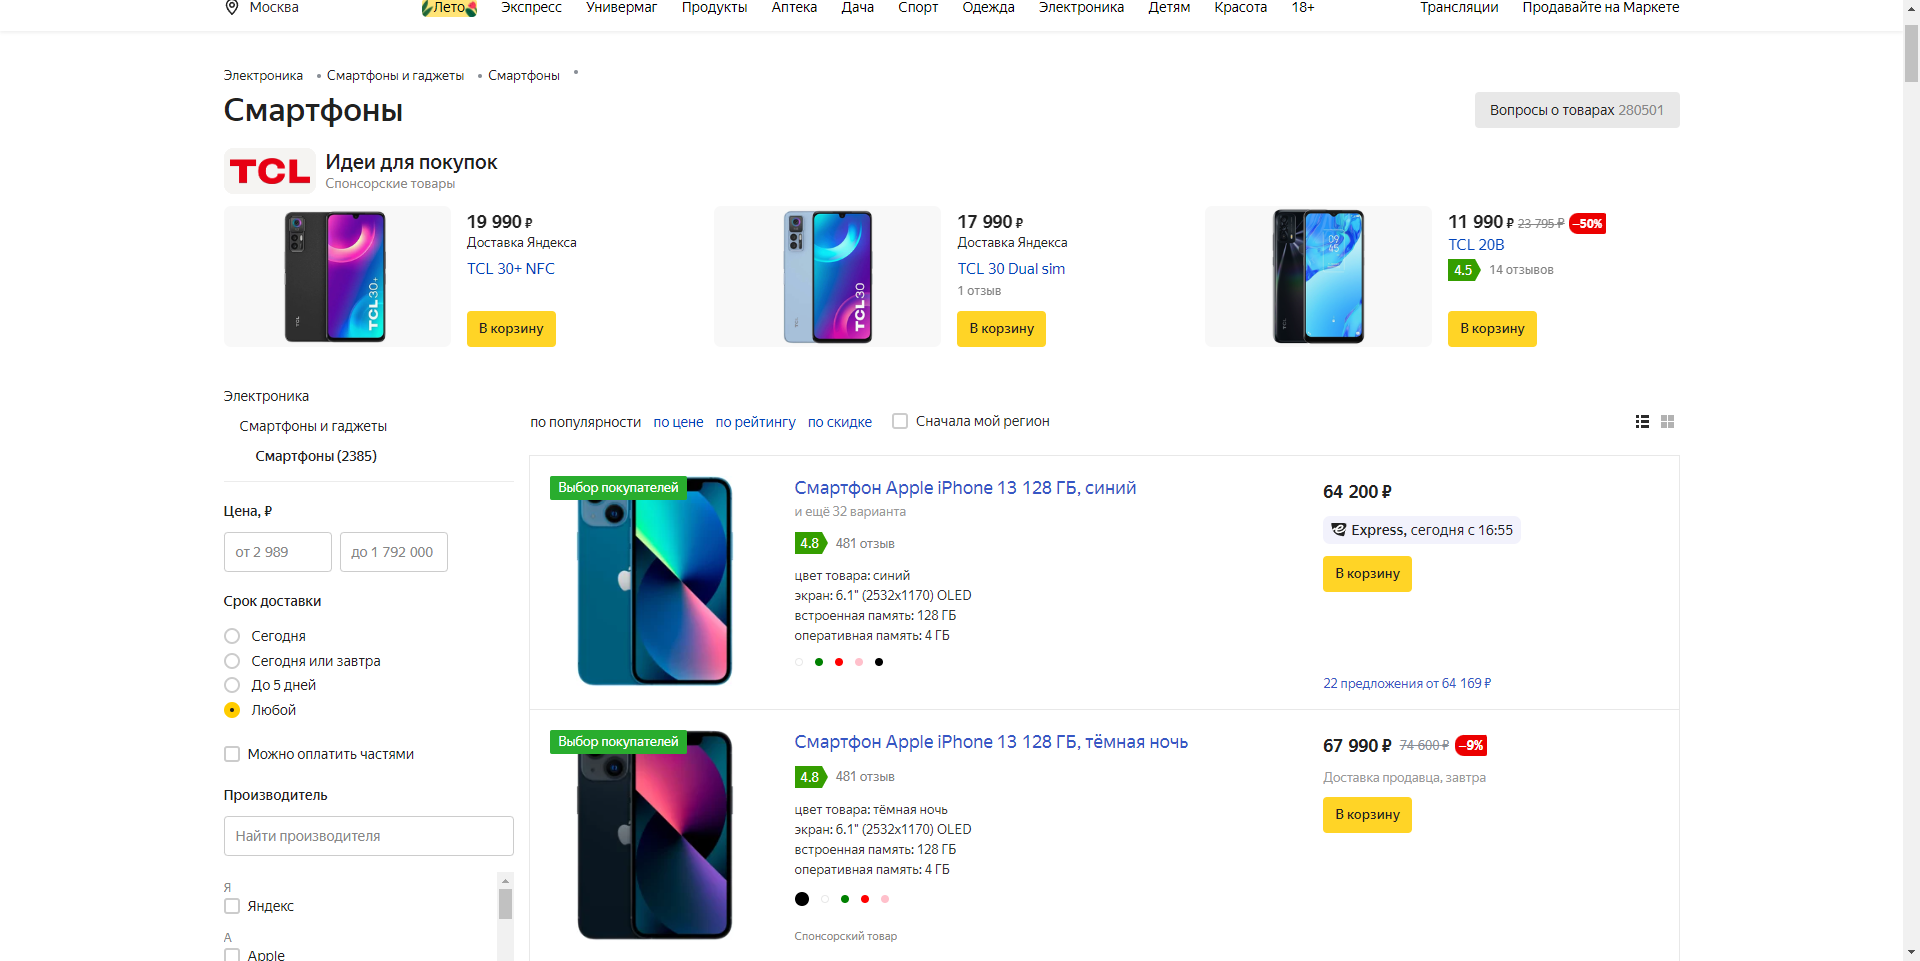 Москва
Лето
Экспресс
Универмаг
Продукты
Аптека
Дача
Спорт
Одежда
Электроника
Детям
Красота
18+
Трансляции
Продавайте на Маркете
Электроника • Смартфоны и гаджеты • Смартфоны •
Смартфоны
Вопросы о товарах 280501
TCL
Идеи для покупок
Спонсорские товары
TCL30+
TCL
19 990 ₽
Доставка Яндекса
TCL 30+ NFC
В корзину
TCL30
TCL
17 990 ₽
Доставка Яндекса
TCL 30 Dual sim
1 отзыв
В корзину
09
45
TCL
11 990 ₽ 23 795 ₽ –50%
TCL 20B
4.5 14 отзывов
В корзину
Электроника
Смартфоны и гаджеты
Смартфоны (2385)
Цена, ₽
от 2 989
до 1 792 000
Срок доставки
Сегодня
Сегодня или завтра
До 5 дней
Любой
Можно оплатить частями
Производитель
Найти производителя
Я
Яндекс
A
Apple
по популярности
по цене
по рейтингу
по скидке
Сначала мой регион
Выбор покупателей
Смартфон Apple iPhone 13 128 ГБ, синий
и ещё 32 варианта
4.8 481 отзыв
цвет товара: синий
экран: 6.1" (2532x1170) OLED
встроенная память: 128 ГБ
оперативная память: 4 ГБ
64 200 ₽
Express, сегодня с 16:55
В корзину
22 предложения от 64 169 ₽
Выбор покупателей
Смартфон Apple iPhone 13 128 ГБ, тёмная ночь
4.8 481 отзыв
цвет товара: тёмная ночь
экран: 6.1" (2532x1170) OLED
встроенная память: 128 ГБ
оперативная память: 4 ГБ
Спонсорский товар
67 990 ₽ 74 600 ₽ –9%
Доставка продавца, завтра
В корзину